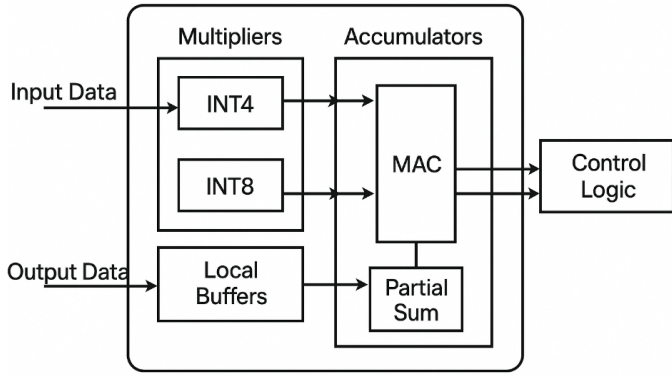 Multipliers
Accumulators
Input Data
INT4
INT8
MAC
Control
Logic
Output Data
Local
Buffers
Partial
Sum